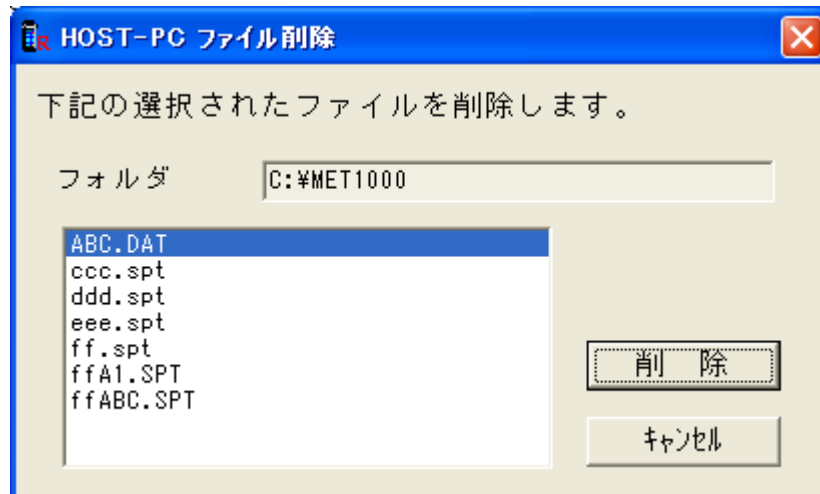 HOST-PC ファイル削除
下記の選択されたファイルを削除します。
フォルダ C:¥MET1000
ABC.DAT
ccc.spt
ddd.spt
eee.spt
ff.spt
ffA1.SPT
ffABC.SPT
削 除
キャンセル